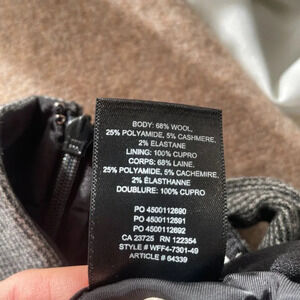 BODY: 68% WOOL,
25% POLYAMIDE, 5% CASHMERE,
2% ELASTANE
LINING: 100% CUPRO
CORPS: 68% LAINE,
25% POLYAMIDE, 5% CACHEMIRE,
2% ÉLASTHANNE
DOUBLURE: 100% CUPRO
PO 4500112690
PO 4500112691
PO 4500112692
CA 23725 RN 122354
STYLE # WFF4-7301-49
ARTICLE # 64339